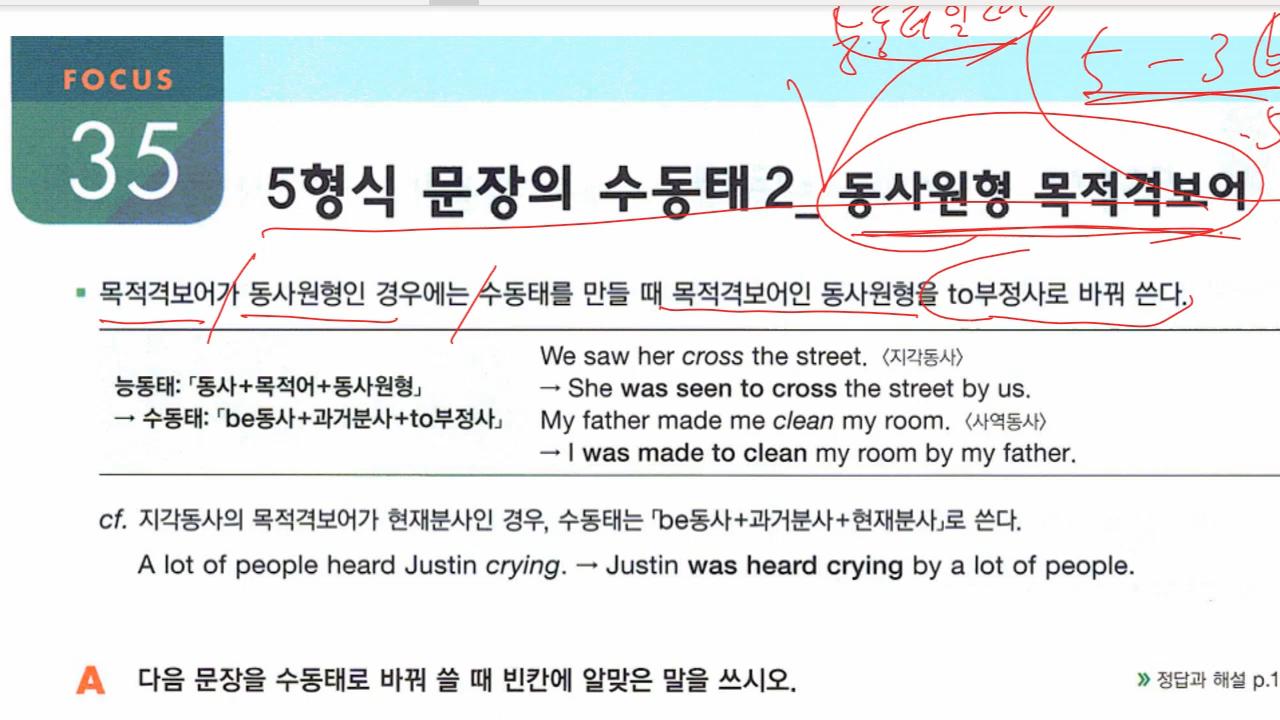 5 - 3
FOCUS
35
5형식 문장의 수동태2_ 동사원형 목적격보어
▪ 목적격보어가 동사원형인 경우에는 수동태를 만들 때 목적격보어인 동사원형을 to부정사로 바꿔 쓴다.
We saw her cross the street. 〈지각동사〉
능동태: 「동사+목적어+동사원형」
→ She was seen to cross the street by us.
→ 수동태: 「be동사+과거분사+to부정사」
My father made me clean my room. 〈사역동사〉
→ I was made to clean my room by my father.
cf. 지각동사의 목적격보어가 현재분사인 경우, 수동태는 「be동사+과거분사+현재분사」로 쓴다.
A lot of people heard Justin crying. → Justin was heard crying by a lot of people.
A 다음 문장을 수동태로 바꿔 쓸 때 빈칸에 알맞은 말을 쓰시오.
» 정답과 해설 p.1